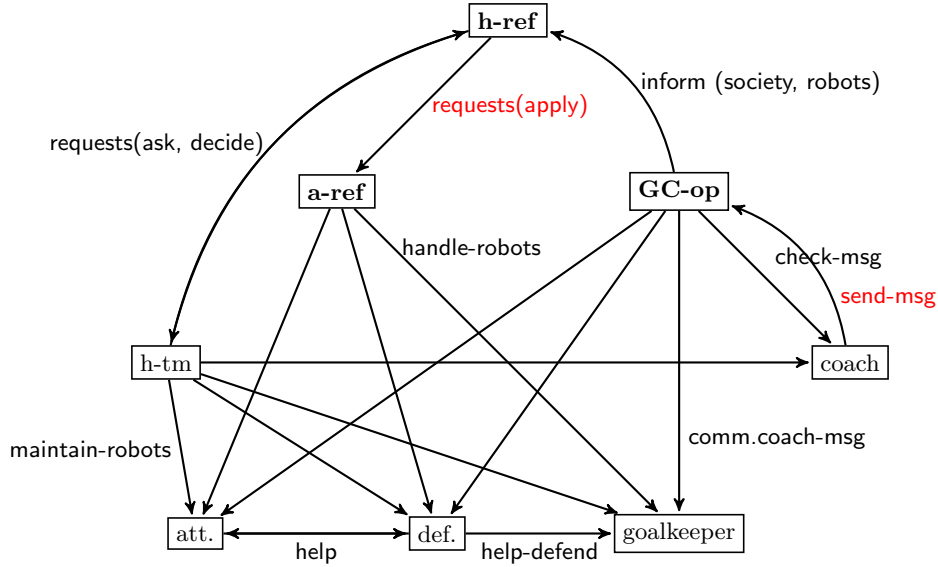 h-ref
inform (society, robots)
requests(apply)
requests(ask, decide)
a-ref
GC-op
handle-robots
check-msg
send-msg
h-tm
coach
comm.coach-msg
maintain-robots
att.
def.
goalkeeper
help
help-defend